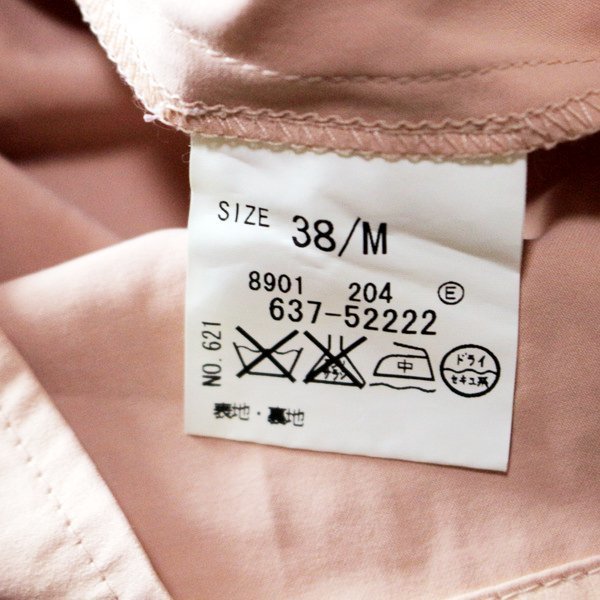 SIZE 38/M
8901 204 E
637-52222
NO. 621
中 ドライ セキユ系
表地・裏地